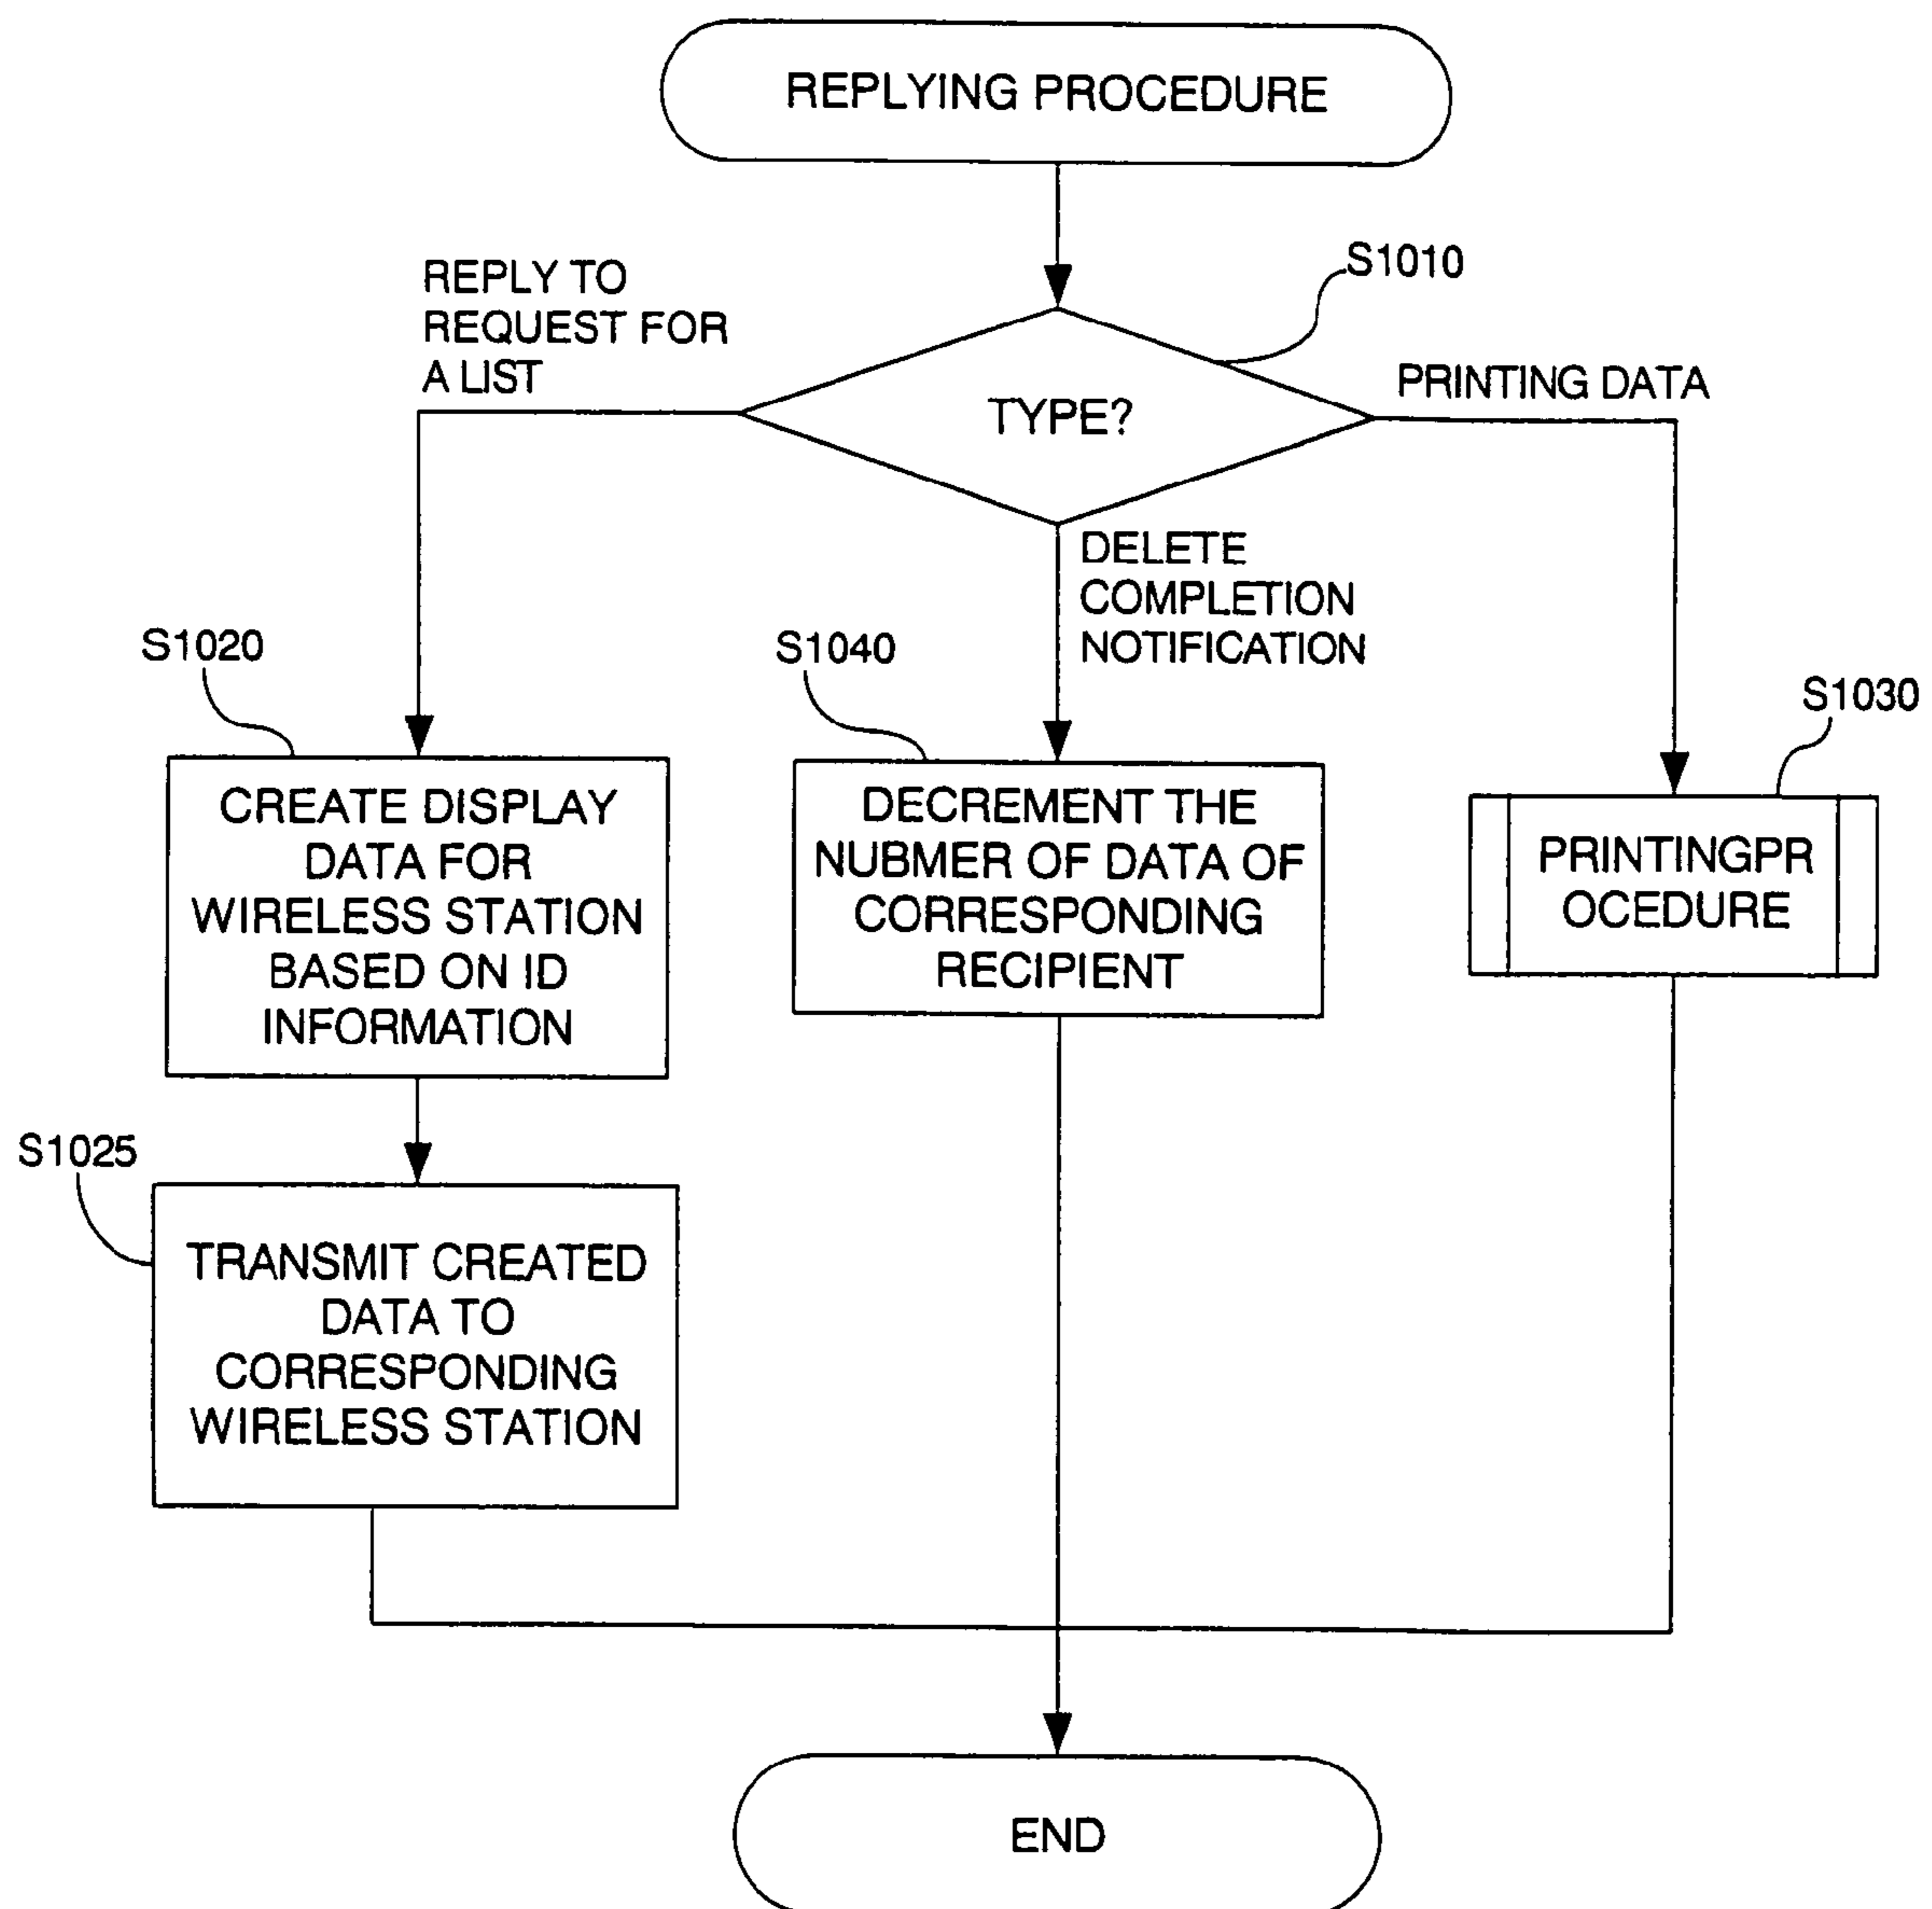 REPLYING PROCEDURE
S1010
REPLY TO
REQUEST FOR
A LIST
TYPE?
PRINTING DATA
DELETE
COMPLETION
NOTIFICATION
S1020
S1040
S1030
CREATE DISPLAY
DATA FOR
WIRELESS STATION
BASED ON ID
INFORMATION
DECREMENT THE
NUBMER OF DATA OF
CORRESPONDING
RECIPIENT
PRINTINGPR
OCEDURE
S1025
TRANSMIT CREATED
DATA TO
CORRESPONDING
WIRELESS STATION
END